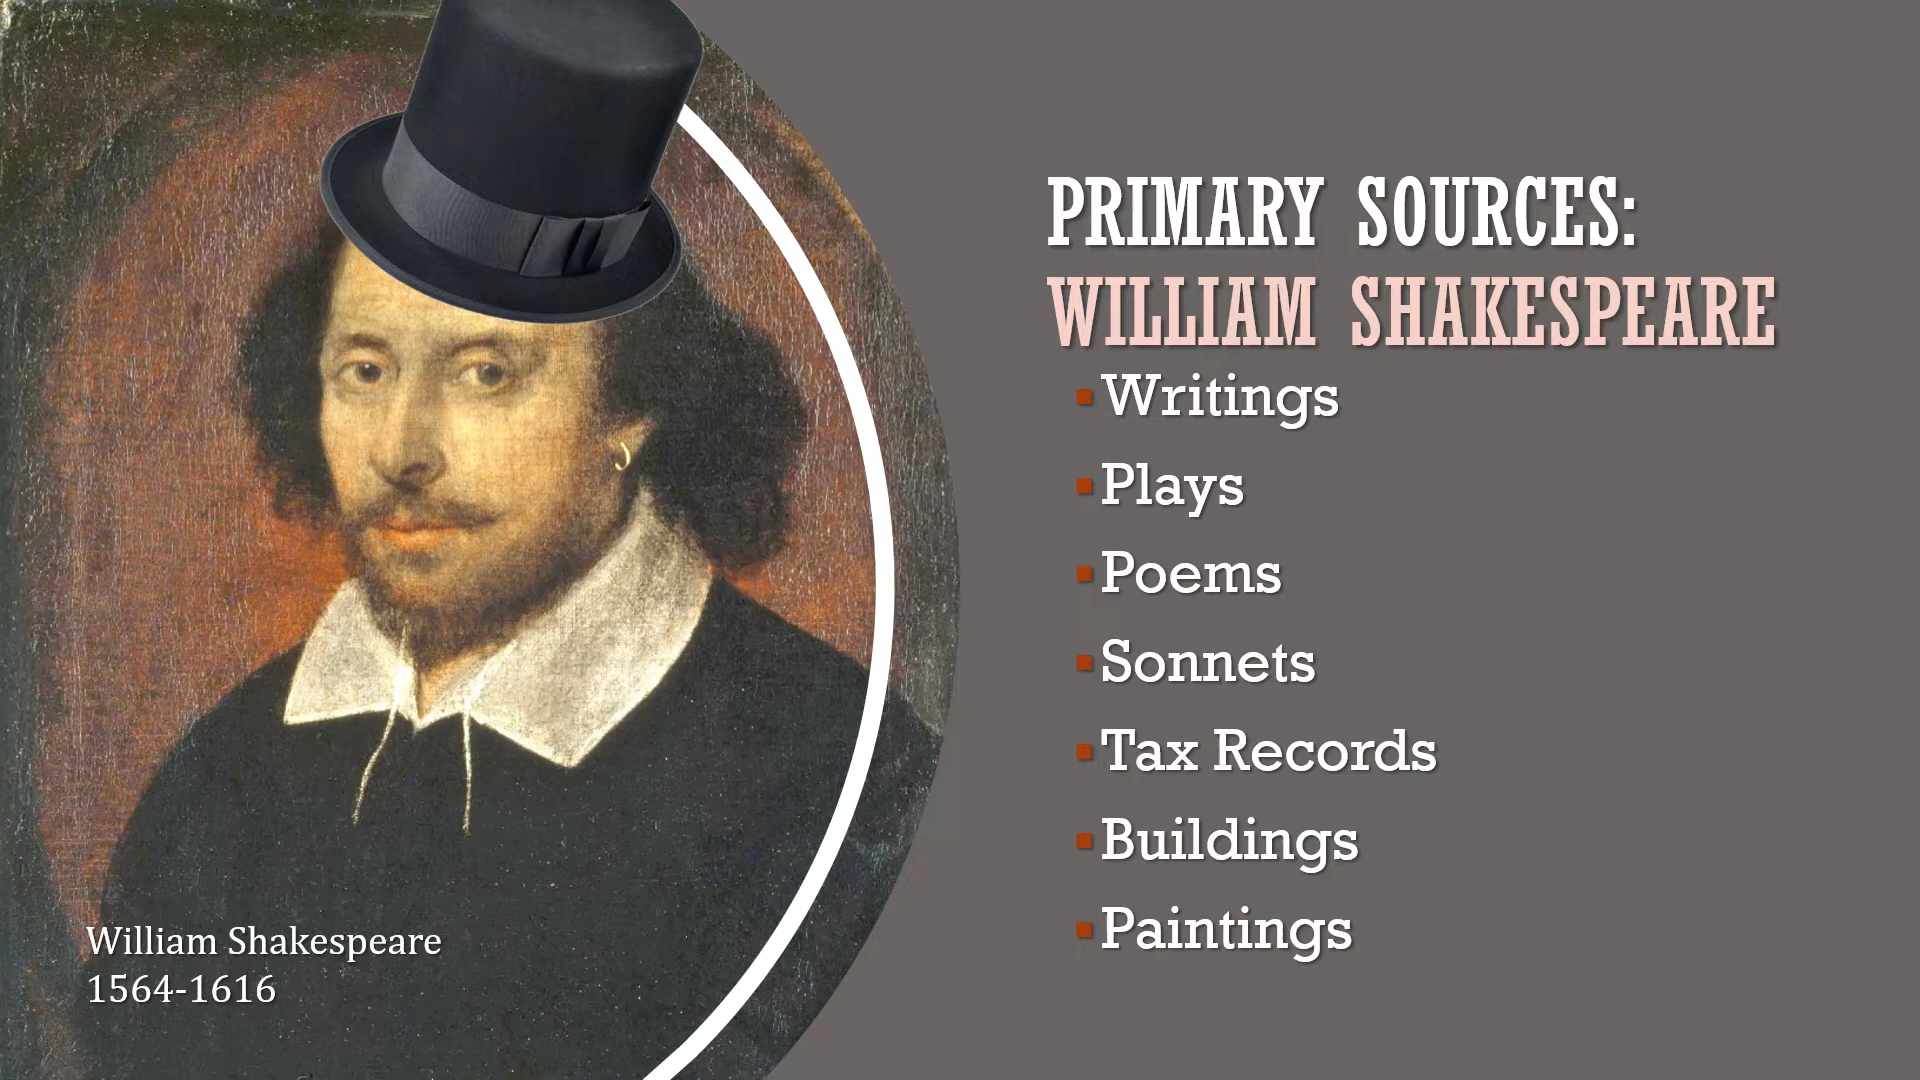 PRIMARY SOURCES:
WILLIAM SHAKESPEARE
Writings
Plays
Poems
Sonnets
Tax Records
Buildings
Paintings
William Shakespeare
1564-1616